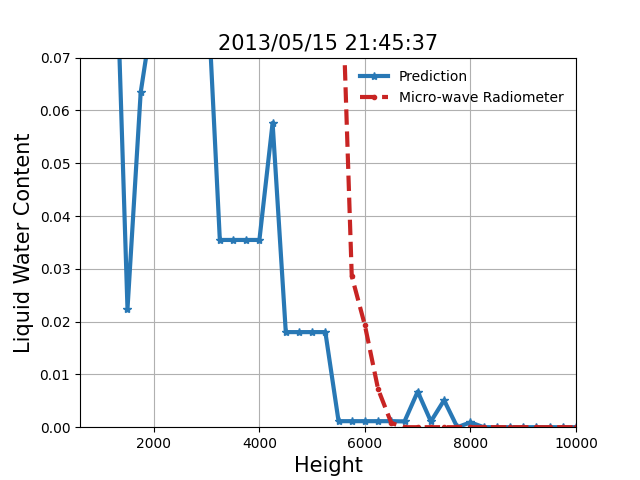 2013/05/15 21:45:37
0.07
0.06
0.05
0.04
0.03
0.02
0.01
0.00
Liquid Water Content
Prediction
Micro-wave Radiometer
2000 4000 6000 8000 10000
Height